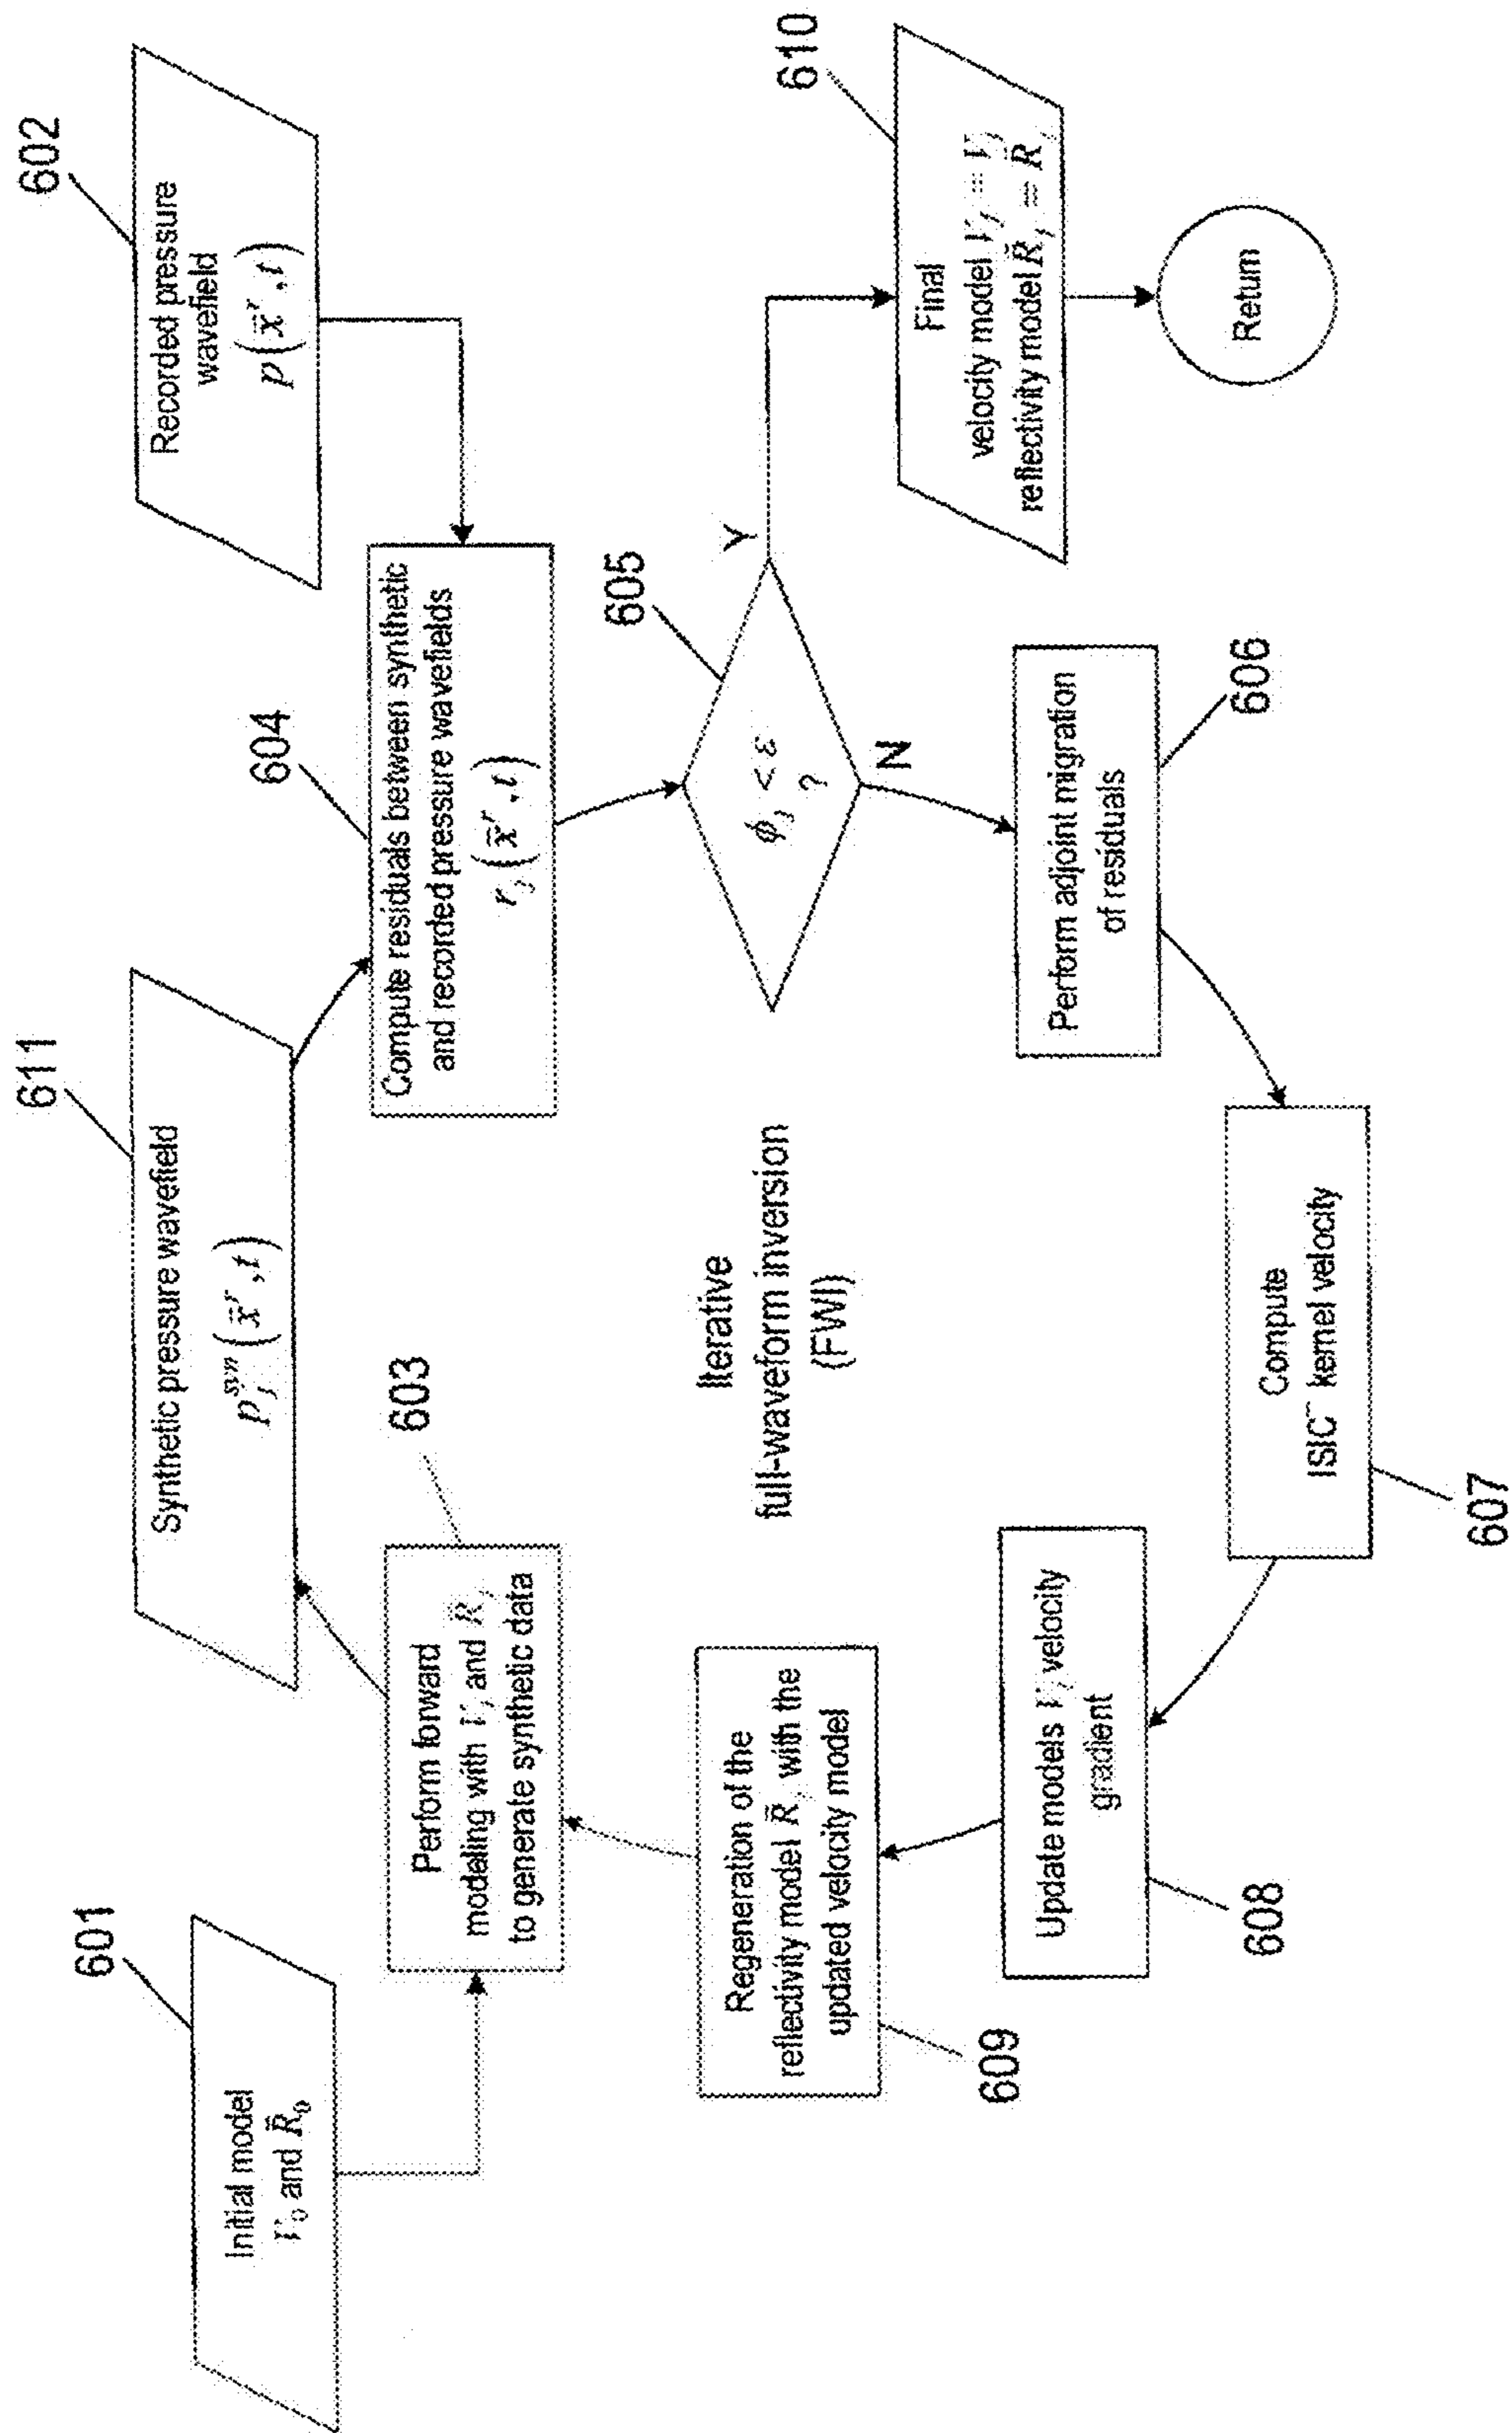 601
Initial model
V₀ and R̄₀
611
Synthetic pressure wavefield
pⱼˢʸⁿ(x̄ʳ, t)
602
Recorded pressure
wavefield
p(x̄ʳ, t)
603
Perform forward
modeling with Vⱼ and R̄ⱼ
to generate synthetic data
604
Compute residuals between synthetic
and recorded pressure wavefields
rⱼ(x̄ʳ, t)
605
ϕⱼ < ε
?
Y
N
Iterative
full-waveform inversion
(FWI)
609
Regeneration of the
reflectivity model R̄ⱼ with the
updated velocity model
608
Update models Vⱼ velocity
gradient
607
Compute
ISIC⁻ kernel velocity
606
Perform adjoint migration
of residuals
610
Final
velocity model V_f = Vⱼ
reflectivity model R̄_f = R̄ⱼ
Return